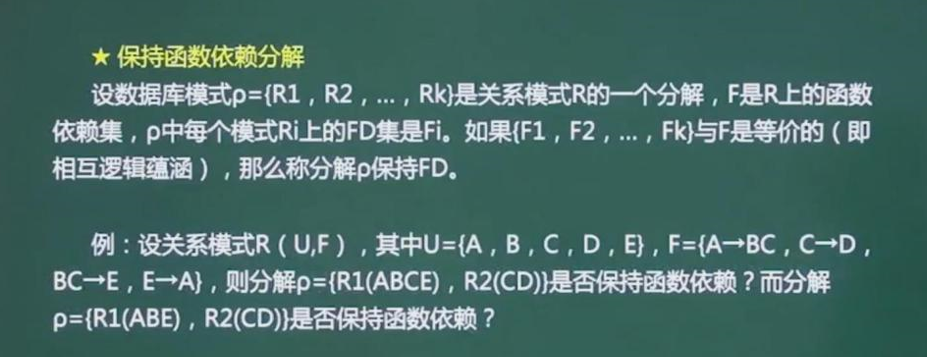 ★ 保持函数依赖分解
设数据库模式ρ={R1，R2，...，Rk}是关系模式R的一个分解，F是R上的函数
依赖集，ρ中每个模式Ri上的FD集是Fi。如果{F1，F2，...，Fk}与F是等价的（即
相互逻辑蕴涵），那么称分解ρ保持FD。
例：设关系模式R（U,F），其中U={A，B，C，D，E}，F={A→BC，C→D，
BC→E，E→A}，则分解ρ={R1(ABCE)，R2(CD)}是否保持函数依赖？而分解
ρ={R1(ABE)，R2(CD)}是否保持函数依赖？